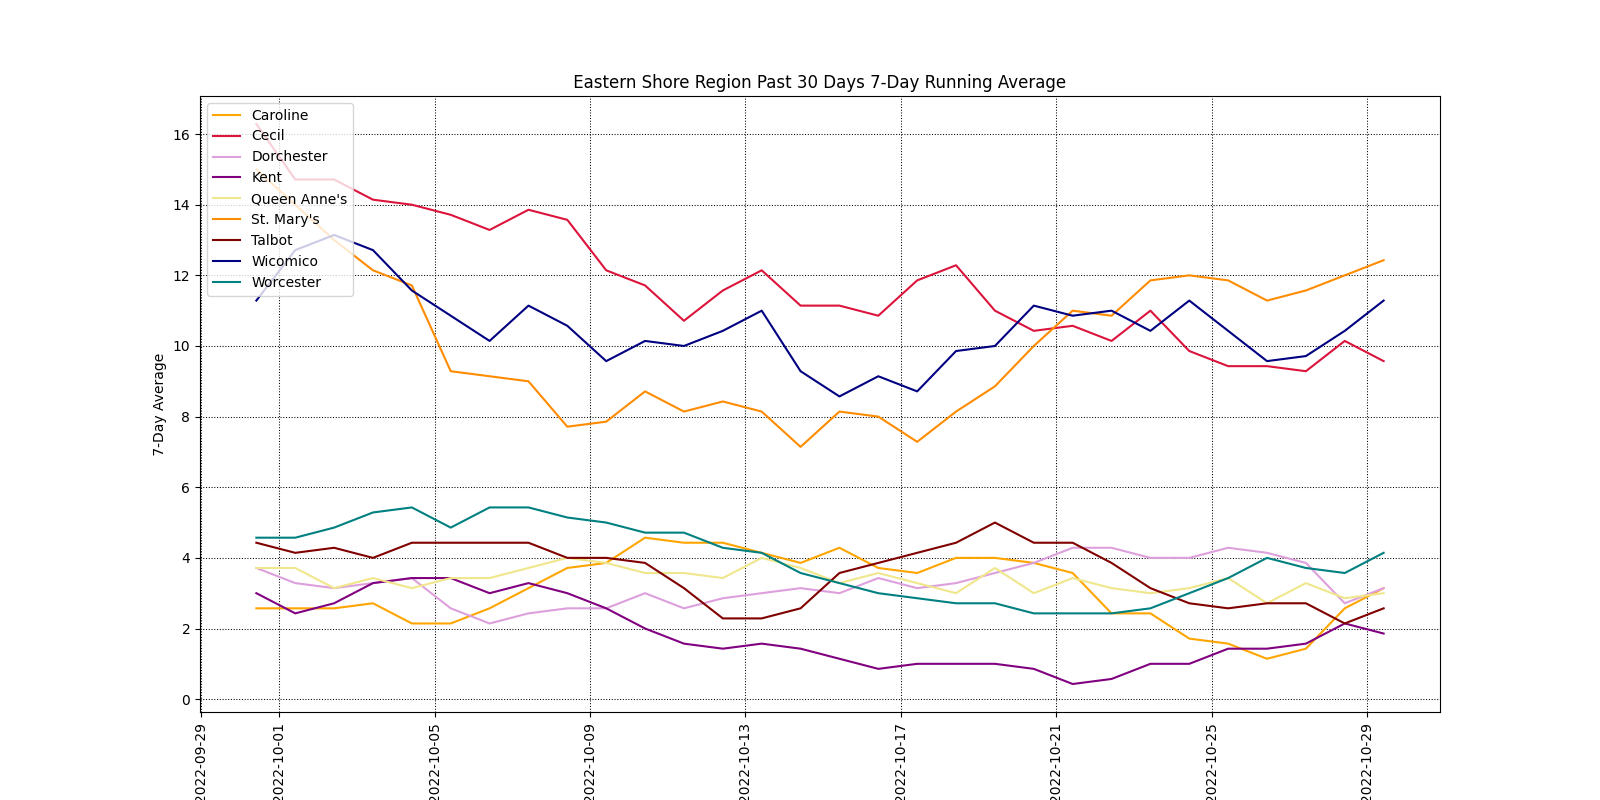 Eastern Shore Region Past 30 Days 7-Day Running Average
Caroline
Cecil
Dorchester
Kent
Queen Anne's
St. Mary's
Talbot
Wicomico
Worcester
7-Day Average
16
14
12
10
8
6
4
2
0
2022-09-29
2022-10-01
2022-10-05
2022-10-09
2022-10-13
2022-10-17
2022-10-21
2022-10-25
2022-10-29